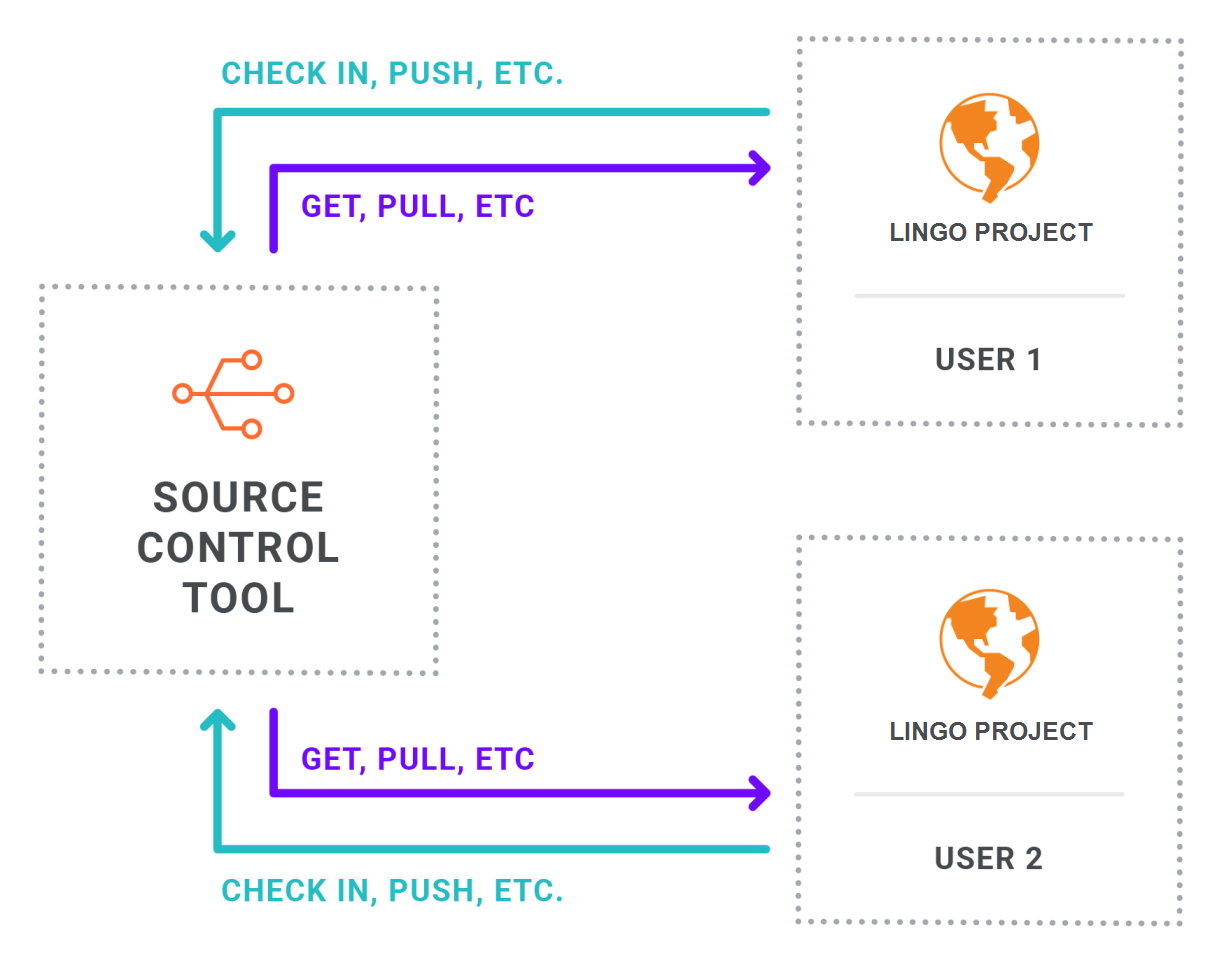 CHECK IN, PUSH, ETC.
GET, PULL, ETC
LINGO PROJECT
USER 1
SOURCE
CONTROL
TOOL
GET, PULL, ETC
LINGO PROJECT
USER 2
CHECK IN, PUSH, ETC.